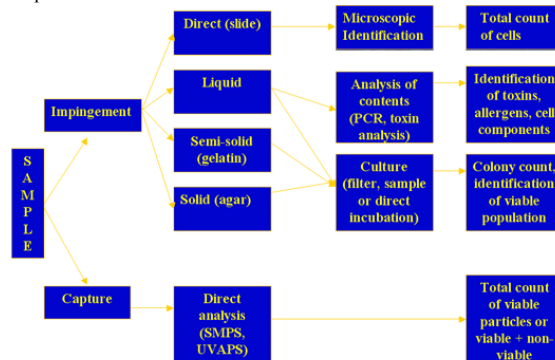 Direct (slide)
Microscopic
Identification
Total count
of cells
Liquid
Impingement
Analysis of
contents
(PCR, toxin
analysis)
Identification
of toxins,
allergens, cell
components
Semi-solid
(gelatin)
S
A
M
P
L
E
Solid (agar)
Culture
(filter, sample
or direct
incubation)
Colony count,
identification
of viable
population
Capture
Direct
analysis
(SMPS,
UVAPS)
Total count
of viable
particles or
viable + non-
viable